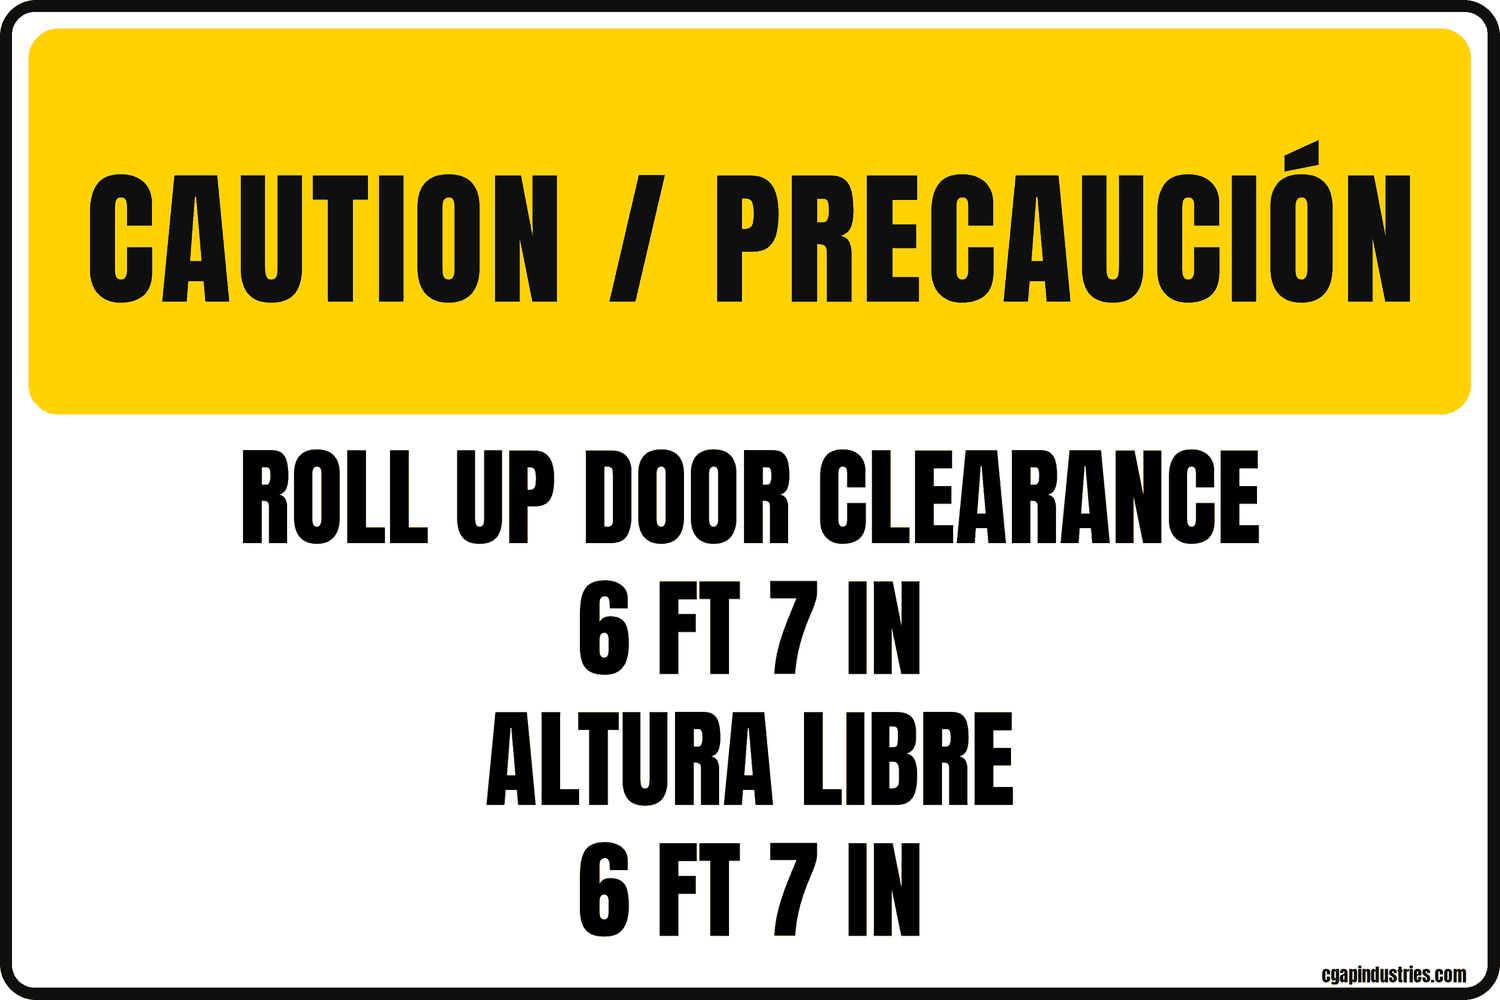 CAUTION / PRECAUCIÓN
ROLL UP DOOR CLEARANCE
6 FT 7 IN
ALTURA LIBRE
6 FT 7 IN
cgapindustries.com